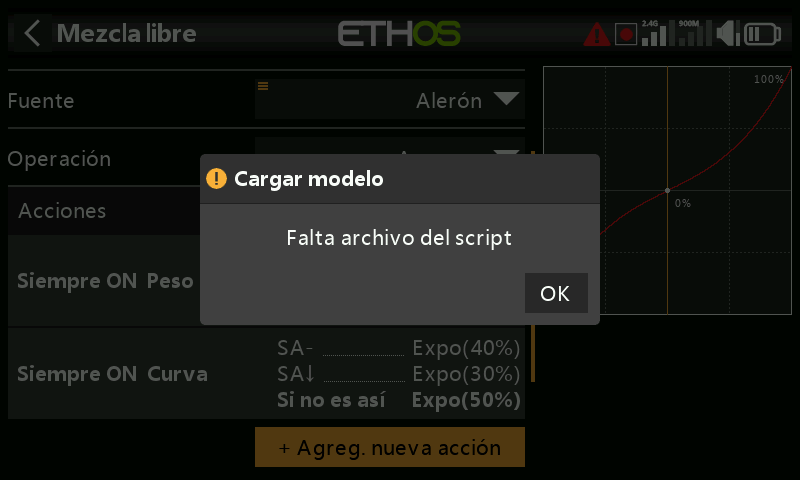 Mezcla libre
ETHOS
2.4G
900M
Fuente
Alerón
100%
Operación
Cargar modelo
Acciones
0%
Falta archivo del script
Siempre ON Peso
OK
SA- Expo(40%)
Siempre ON Curva
SA↓ Expo(30%)
Si no es así Expo(50%)
+ Agreg. nueva acción